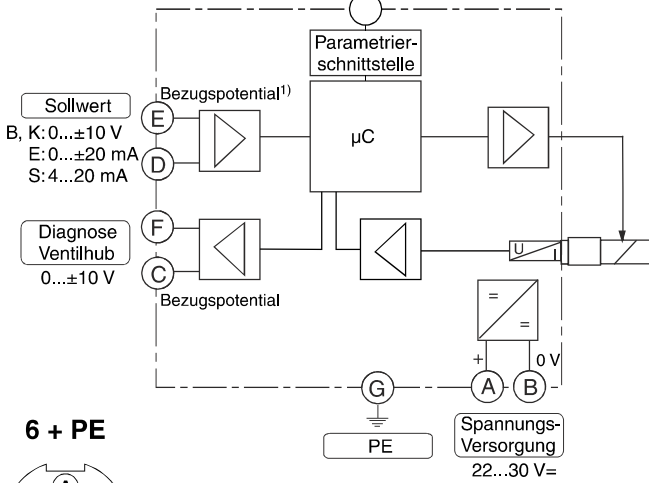 Parametrier-
schnittstelle
Bezugspotential¹⁾
Sollwert
E
B, K: 0...±10 V
E: 0...±20 mA
S: 4...20 mA
D
µC
F
Diagnose
Ventilhub
0...±10 V
C
Bezugspotential
U
I
=
=
+
0 V
G
A
B
PE
Spannungs-
Versorgung
22...30 V=
6 + PE
A